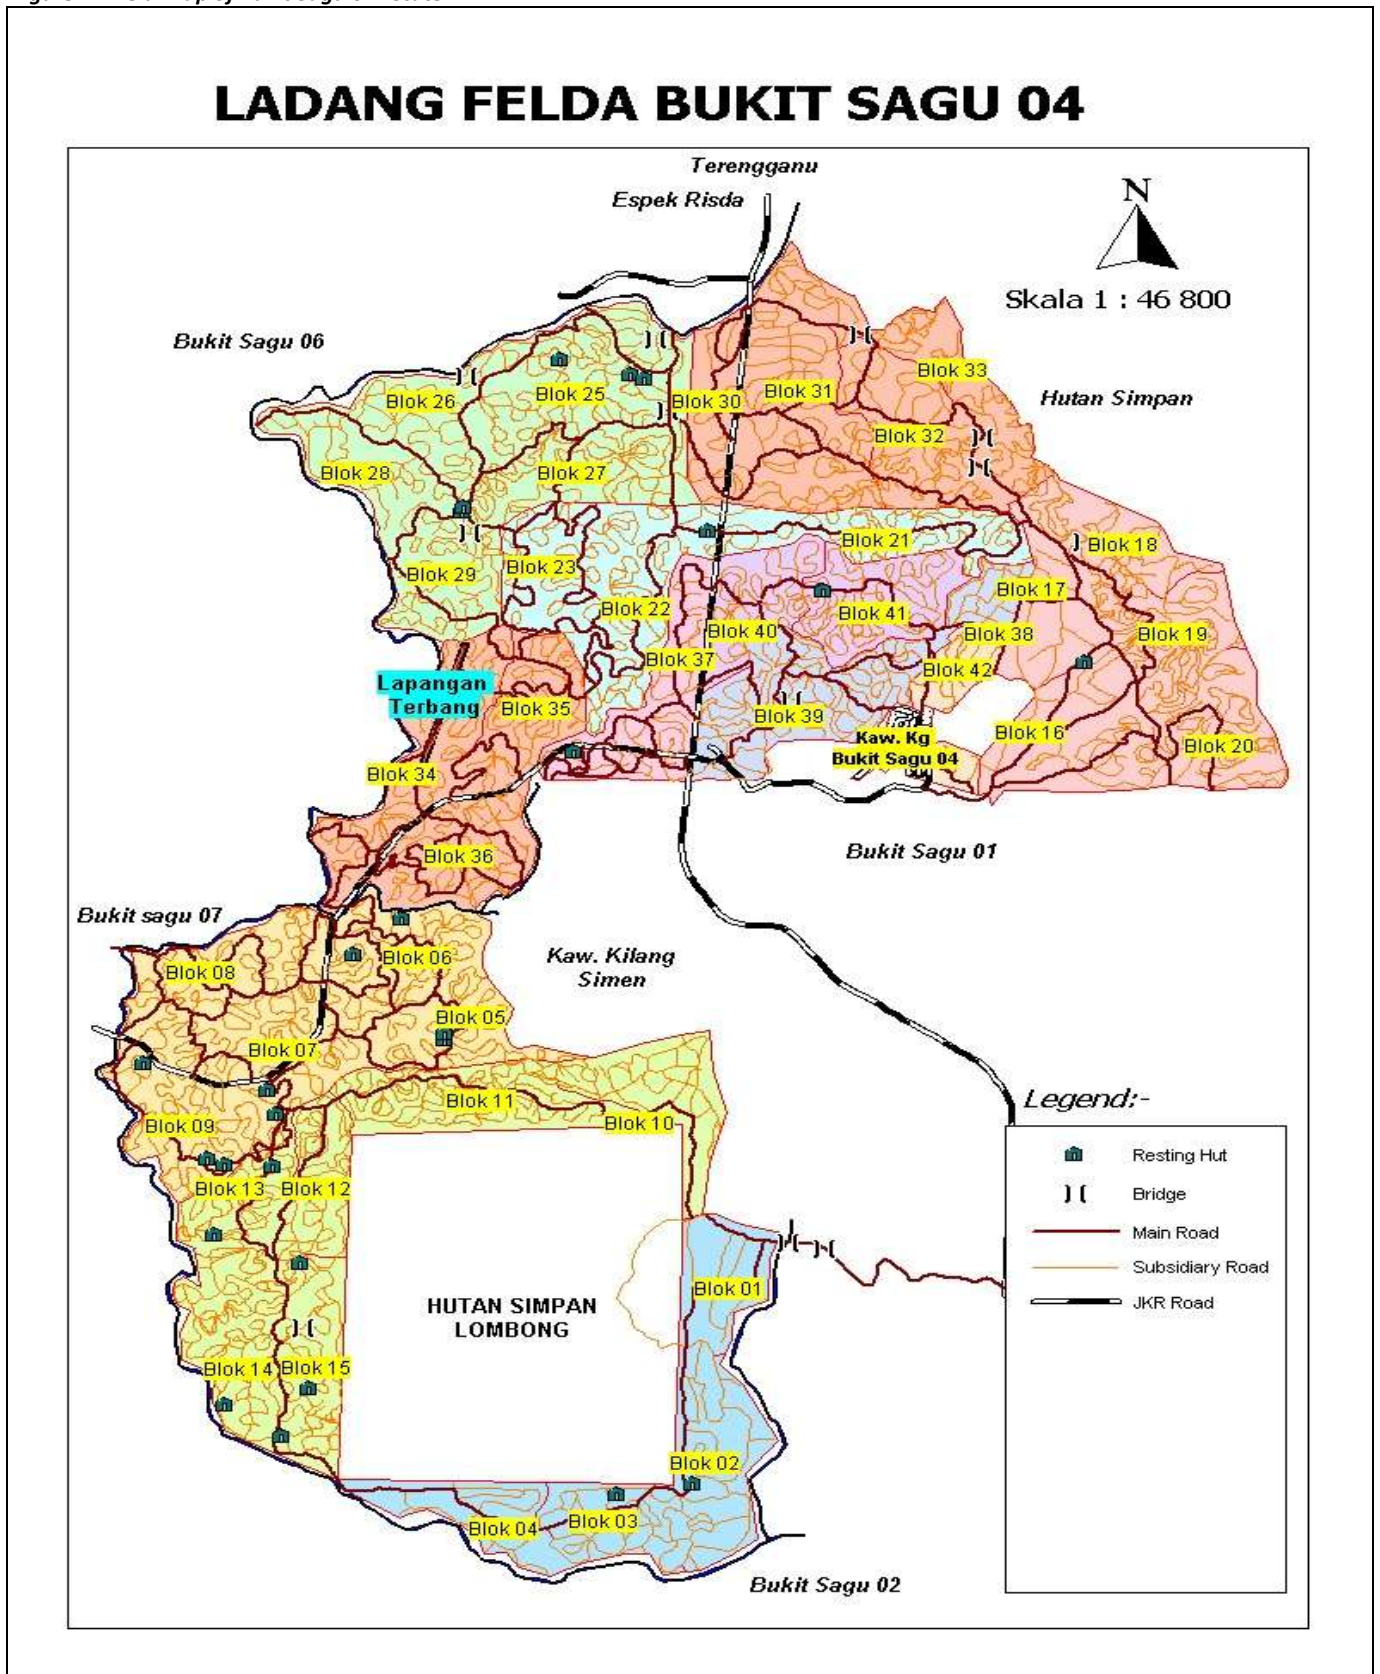 LADANG FELDA BUKIT SAGU 04
Terengganu
Espek Risda
N
Skala 1 : 46 800
Bukit Sagu 06
Hutan Simpan
Blok 25
Blok 26
Blok 30
Blok 31
Blok 33
Blok 32
Blok 28
Blok 27
Blok 21
Blok 18
Blok 23
Blok 29
Blok 22
Blok 17
Blok 41
Blok 40
Blok 38
Blok 19
Blok 37
Blok 42
Lapangan
Terbang
Blok 35
Blok 39
Kaw. Kg
Bukit Sagu 04
Blok 16
Blok 20
Blok 34
Blok 36
Bukit Sagu 01
Bukit sagu 07
Kaw. Kilang
Simen
Blok 06
Blok 08
Blok 05
Blok 07
Blok 11
Blok 10
Blok 09
Blok 13
Blok 12
Legend:-
Resting Hut
Bridge
Main Road
Subsidiary Road
JKR Road
Blok 01
HUTAN SIMPAN
LOMBONG
Blok 14
Blok 15
Blok 02
Blok 04
Blok 03
Bukit Sagu 02